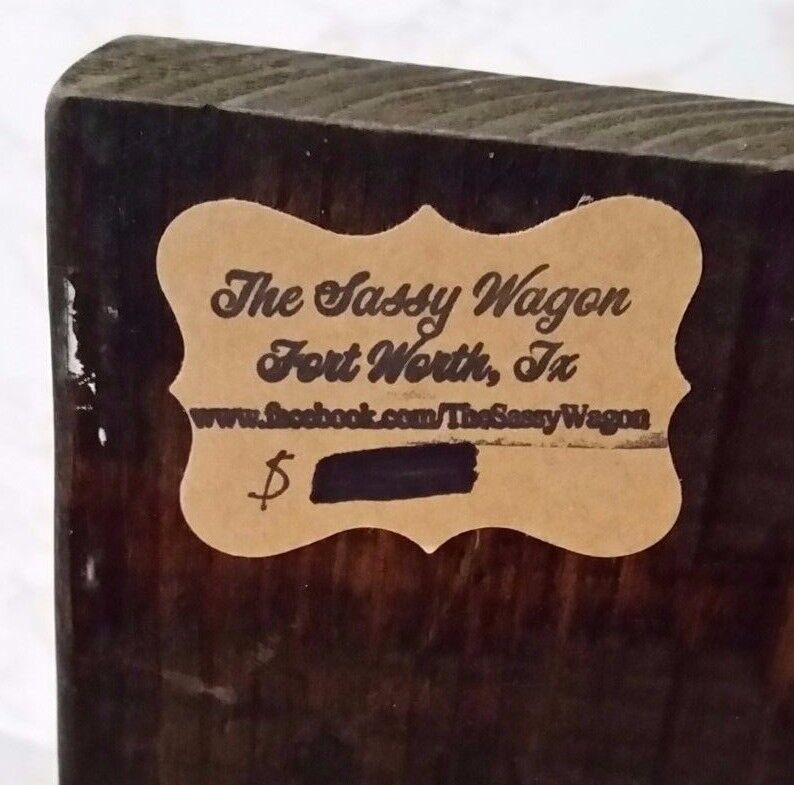 The Sassy Wagon
Fort Worth, Tx
www.facebook.com/TheSassyWagon
$